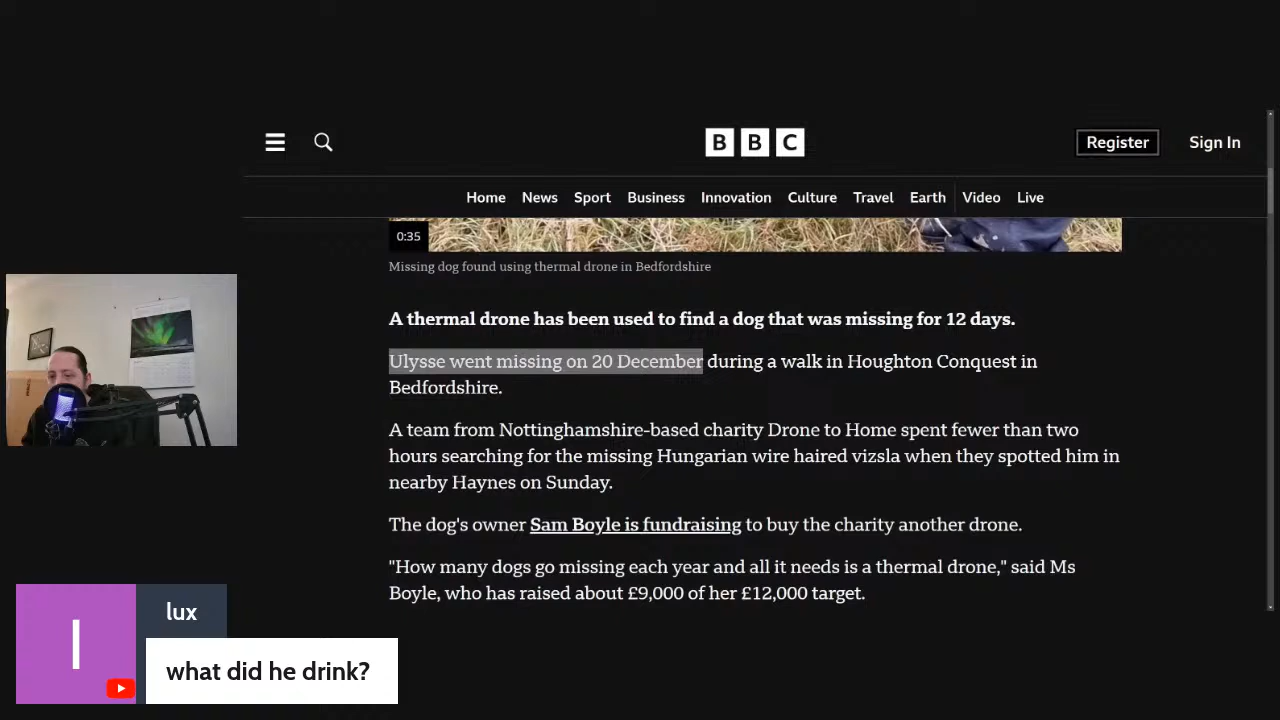 BBC
Register
Sign In
Home
News
Sport
Business
Innovation
Culture
Travel
Earth
Video
Live
0:35
Missing dog found using thermal drone in Bedfordshire
A thermal drone has been used to find a dog that was missing for 12 days.
Ulysse went missing on 20 December during a walk in Houghton Conquest in
Bedfordshire.
A team from Nottinghamshire-based charity Drone to Home spent fewer than two
hours searching for the missing Hungarian wire haired vizsla when they spotted him in
nearby Haynes on Sunday.
The dog's owner Sam Boyle is fundraising to buy the charity another drone.
"How many dogs go missing each year and all it needs is a thermal drone," said Ms
Boyle, who has raised about £9,000 of her £12,000 target.
l
lux
what did he drink?